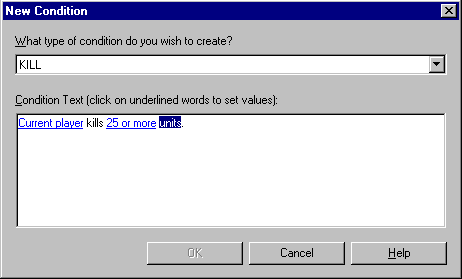 New Condition
What type of condition do you wish to create?
KILL
Condition Text (click on underlined words to set values):
Current player kills 25 or more units.
OK Cancel Help